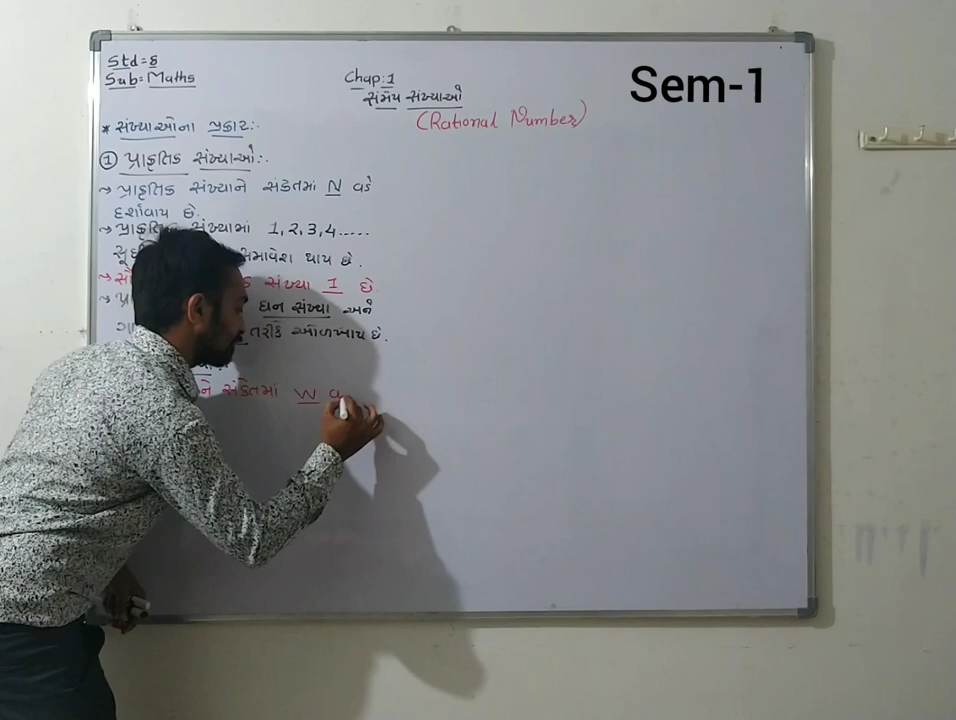 Std = 8
Sub = Maths
Chap: 1
સંમેય સંખ્યાઓ
(Rational Number)
Sem-1
* સંખ્યાઓના પ્રકાર:-
① પ્રાકૃતિક સંખ્યાઓ:-
→ પ્રાકૃતિક સંખ્યાને સંકેતમાં N વડે
દર્શાવાય છે.
→ પ્રાકૃતિક સંખ્યામાં 1, 2, 3, 4.....
સમાવેશ થાય છે.
સંખ્યા 1 છે
ધન સંખ્યા અને
તરીકે ઓળખાય છે.
ને સંકેતમાં W વ